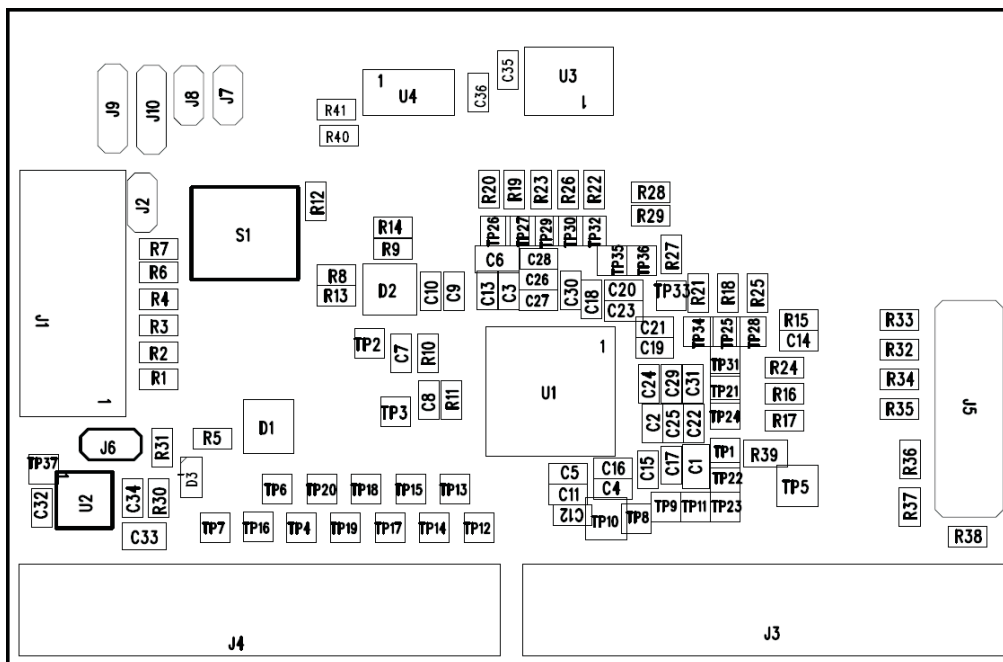 C35
U3
1
1
U4
C36
J9
J10
J8
J7
R41
R40
J2
S1
R12
R20
R19
R23
R26
R22
R28
R29
R14
R9
R7
R6
TP26
TP27
TP29
TP30
TP32
TP35
TP36
R27
C6
C28
C26
C27
R8
R13
D2
C10
C9
C13
C3
C30
C18
C20
C23
TP33
R21
R18
R25
R4
R3
R2
R1
J1
1
TP2
C7
R10
1
U1
C21
C19
TP34
TP25
TP28
R15
C14
R33
R32
R34
R35
J5
TP3
C8
R11
C24
C29
C31
TP31
TP21
TP24
R24
R16
R17
C2
C25
C22
D1
R5
R31
J6
TP37
1
U2
C32
C34
R30
D3
C33
C5
C11
C12
C16
C4
C15
C17
C1
TP1
TP22
R39
TP5
R36
R37
R38
TP6
TP20
TP18
TP15
TP13
TP7
TP16
TP4
TP19
TP17
TP14
TP12
TP10
TP8
TP9
TP11
TP23
J4
J3